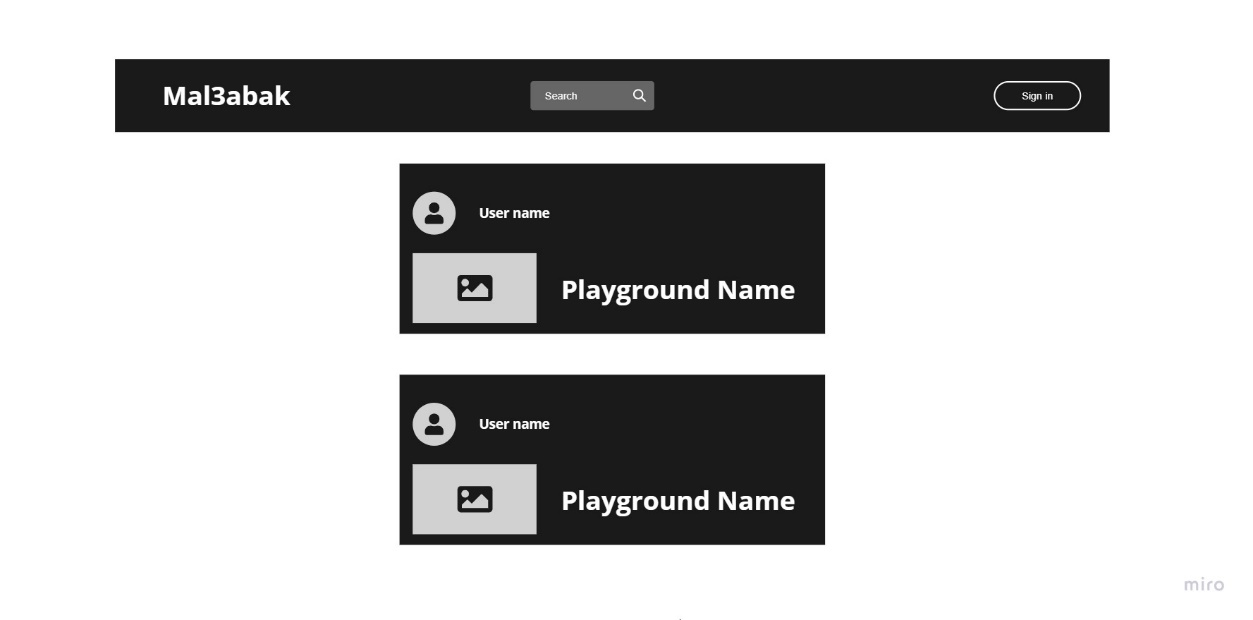 Mal3abak
Search
Sign in
User name
Playground Name
User name
Playground Name
miro